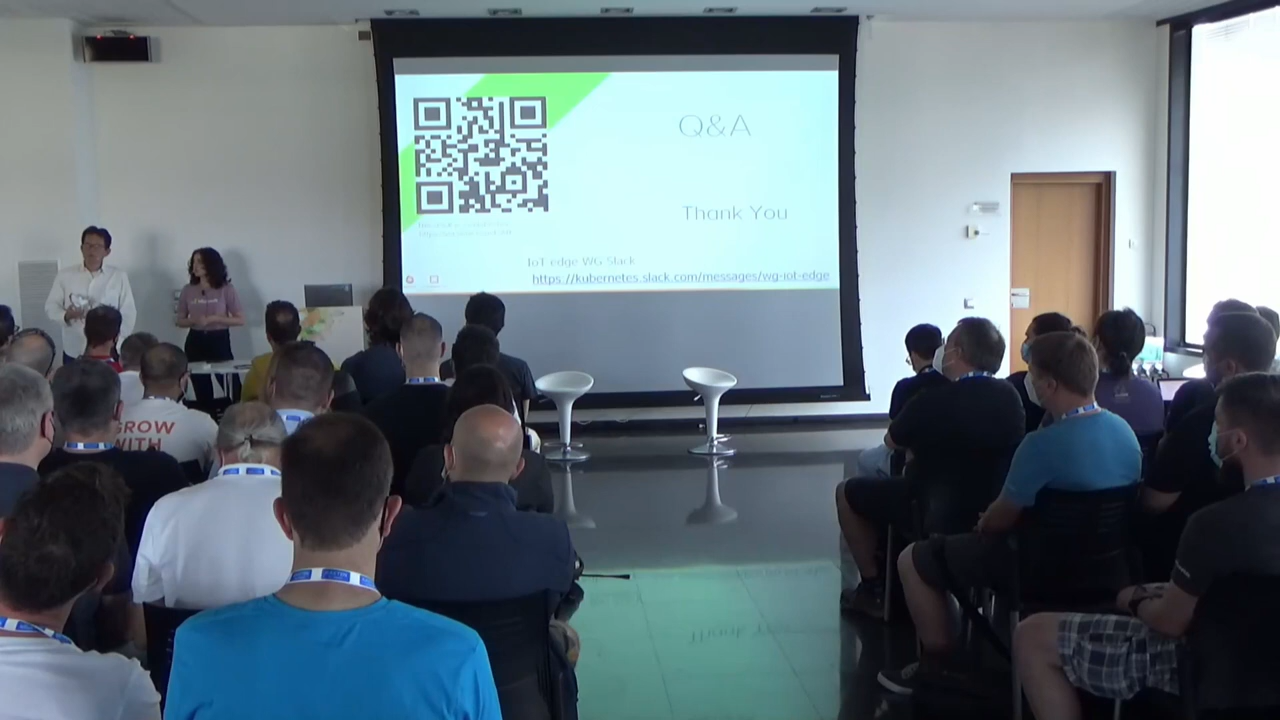 Q&A
Thank You
IoT edge WG Slack
https://kubernetes.slack.com/messages/wg-iot-edge
GROW
WITH